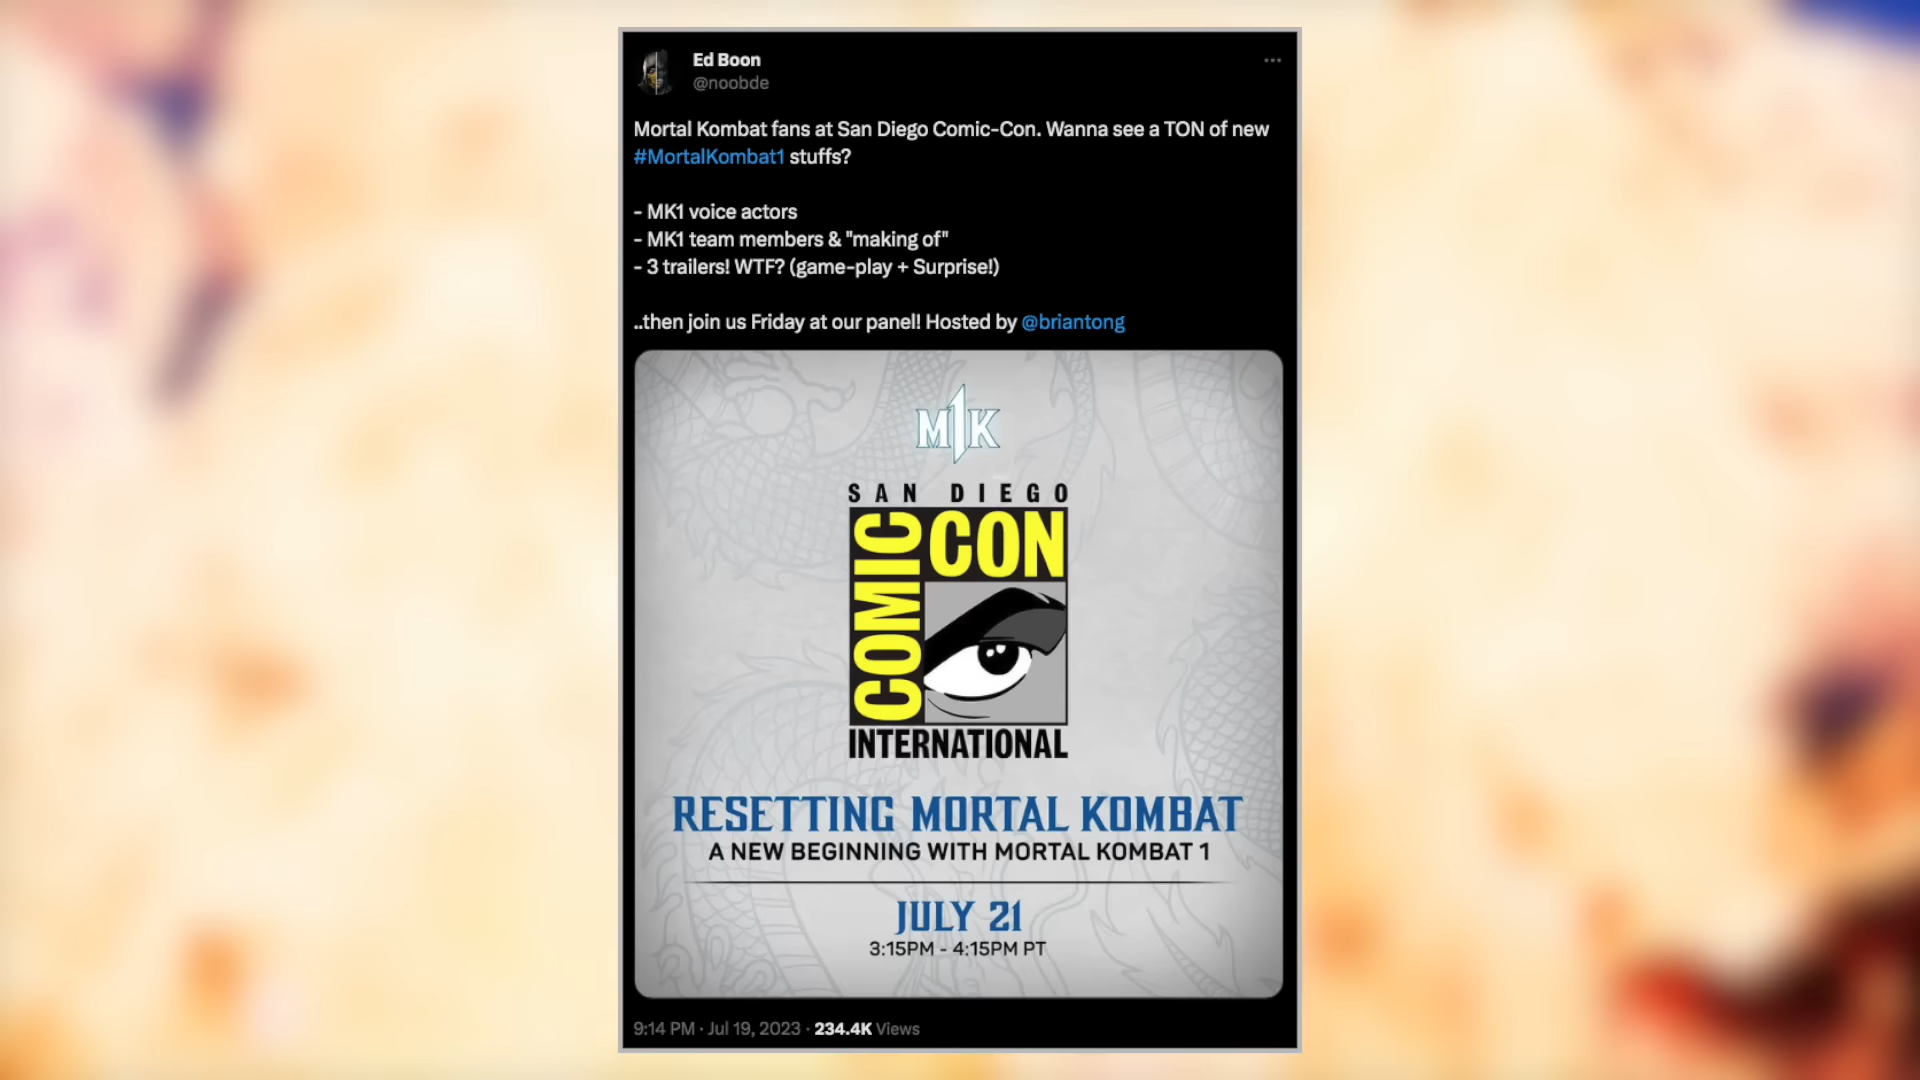 Ed Boon
@noobde
Mortal Kombat fans at San Diego Comic-Con. Wanna see a TON of new
#MortalKombat1 stuffs?
- MK1 voice actors
- MK1 team members & "making of"
- 3 trailers! WTF? (game-play + Surprise!)
..then join us Friday at our panel! Hosted by @briantong
M1K
SAN DIEGO
COMIC CON
INTERNATIONAL
RESETTING MORTAL KOMBAT
A NEW BEGINNING WITH MORTAL KOMBAT 1
JULY 21
3:15PM - 4:15PM PT
9:14 PM · Jul 19, 2023 · 234.4K Views